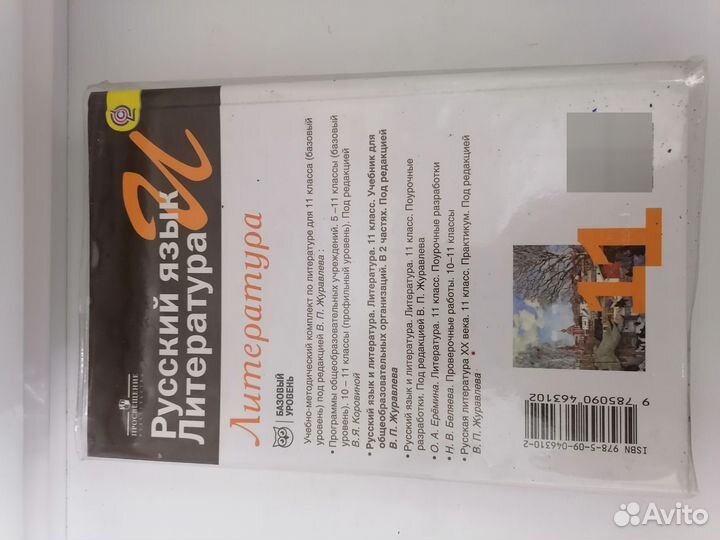 ПРОСВЕЩЕНИЕ
ИЗДАТЕЛЬСТВО
Русский язык
и
Литература
Литература
БАЗОВЫЙ
УРОВЕНЬ
Учебно-методический комплект по литературе для 11 класса (базовый
уровень) под редакцией В. П. Журавлева :
• Программы общеобразовательных учреждений. 5 –11 классы (базовый
уровень). 10 – 11 классы (профильный уровень). Под редакцией
В. Я. Коровиной
• Русский язык и литература. Литература. 11 класс. Учебник для
общеобразовательных организаций. В 2 частях. Под редакцией
В. П. Журавлева
• Русский язык и литература. Литература. 11 класс. Поурочные
разработки. Под редакцией В. П. Журавлева
• О. А. Ерёмина. Литература. 11 класс. Поурочные разработки
• Н. В. Беляева. Проверочные работы. 10–11 классы
• Русская литература XX века. 11 класс. Практикум. Под редакцией
В. П. Журавлева
11
ISBN 978-5-09-046310-2
9 785090 463102
Avito